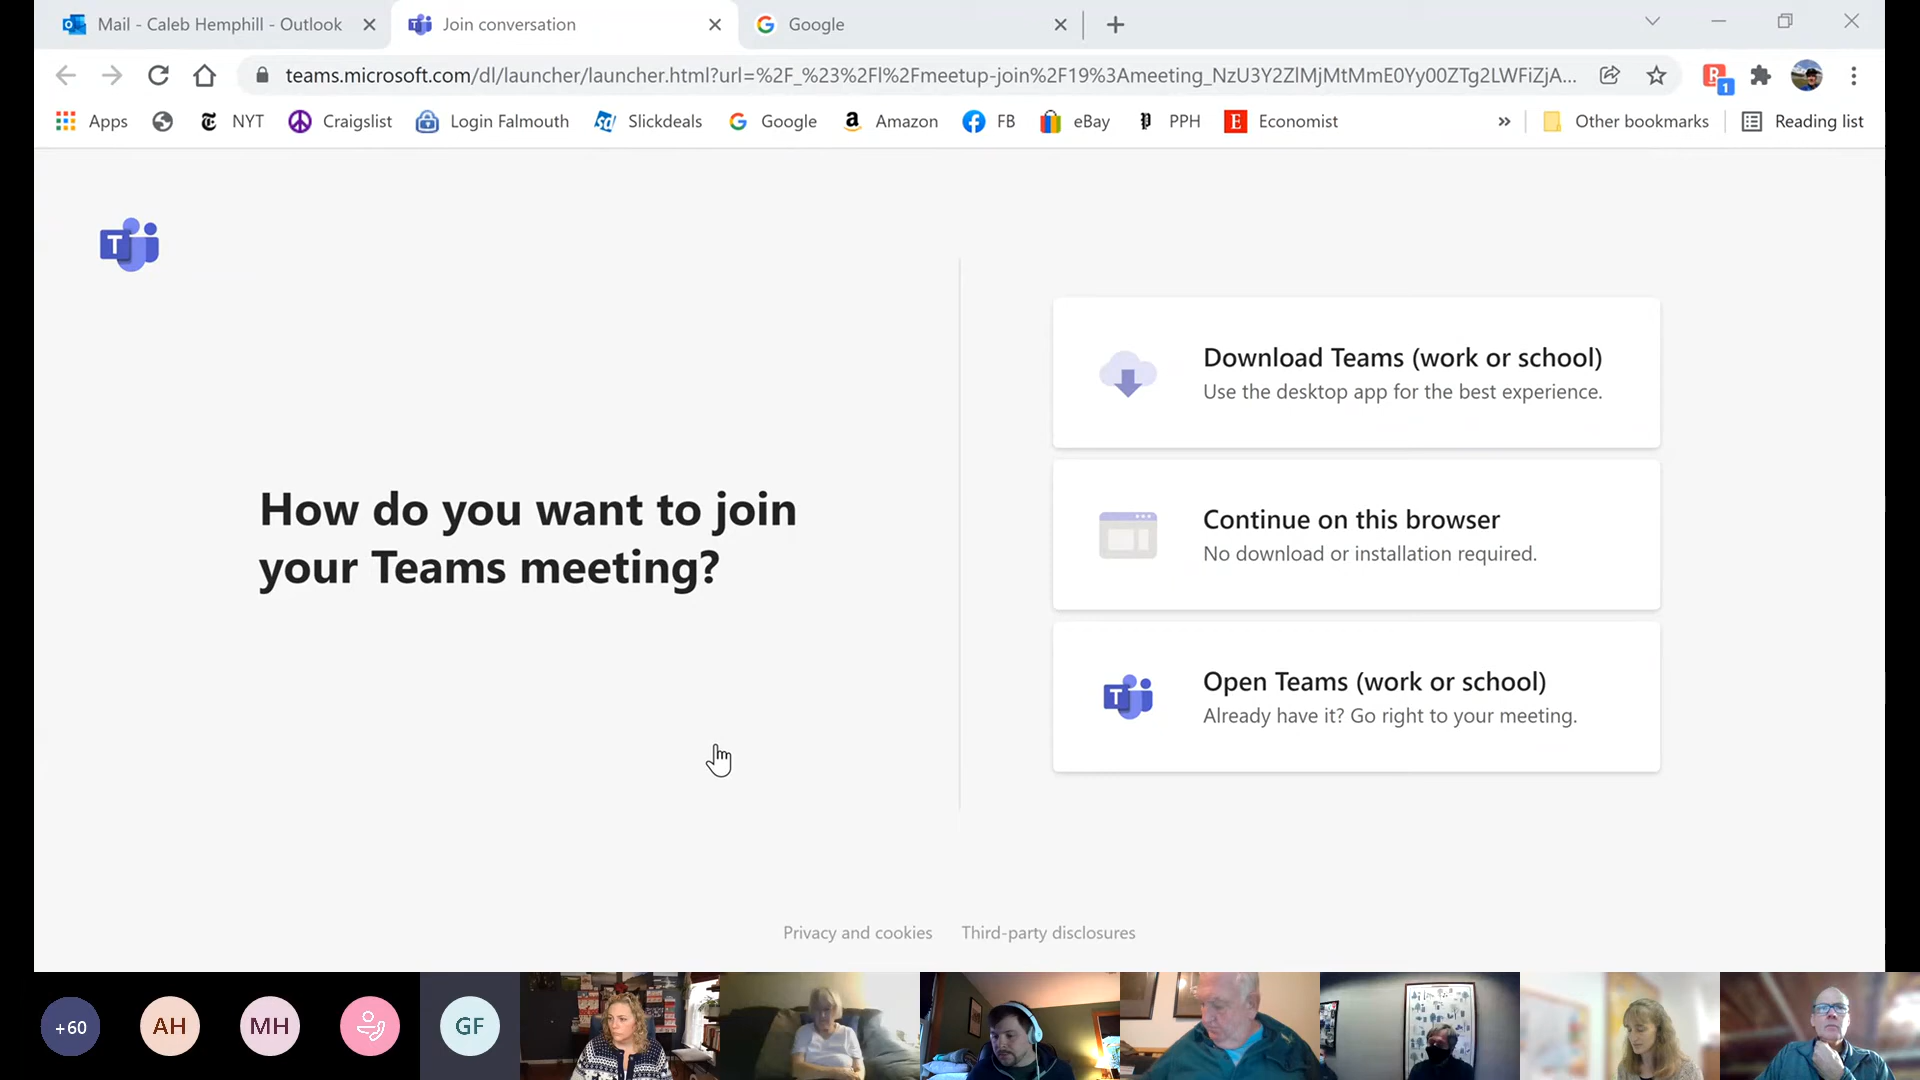 Mail - Caleb Hemphill - Outlook
Join conversation
Google
teams.microsoft.com/dl/launcher/launcher.html?url=%2F_%23%2Fl%2Fmeetup-join%2F19%3Ameeting_NzU3Y2ZlMjMtMmE0Yy00ZTg2LWFiZjA...
1
Apps
NYT
Craigslist
Login Falmouth
Slickdeals
Google
Amazon
FB
eBay
PPH
Economist
»
Other bookmarks
Reading list
T
How do you want to join
your Teams meeting?
Download Teams (work or school)
Use the desktop app for the best experience.
Continue on this browser
No download or installation required.
T
Open Teams (work or school)
Already have it? Go right to your meeting.
Privacy and cookies
Third-party disclosures
+60
AH
MH
GF